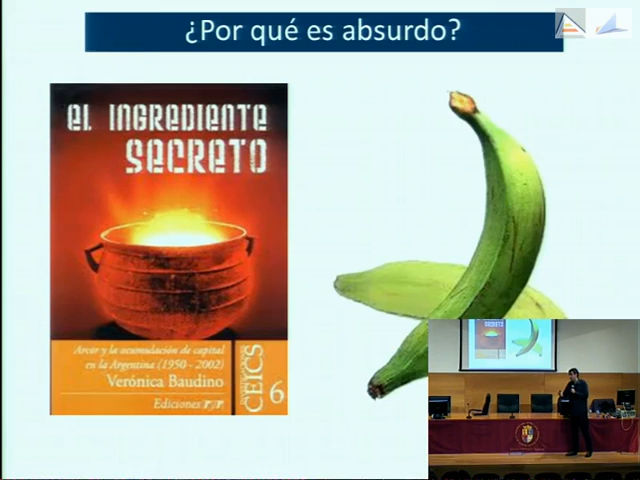 ¿Por qué es absurdo?
EL INGREDIENTE
SECRETO
Arcor y la acumulación de capital
en la Argentina (1950 - 2002)
Verónica Baudino
Ediciones r/r
CEICS
6